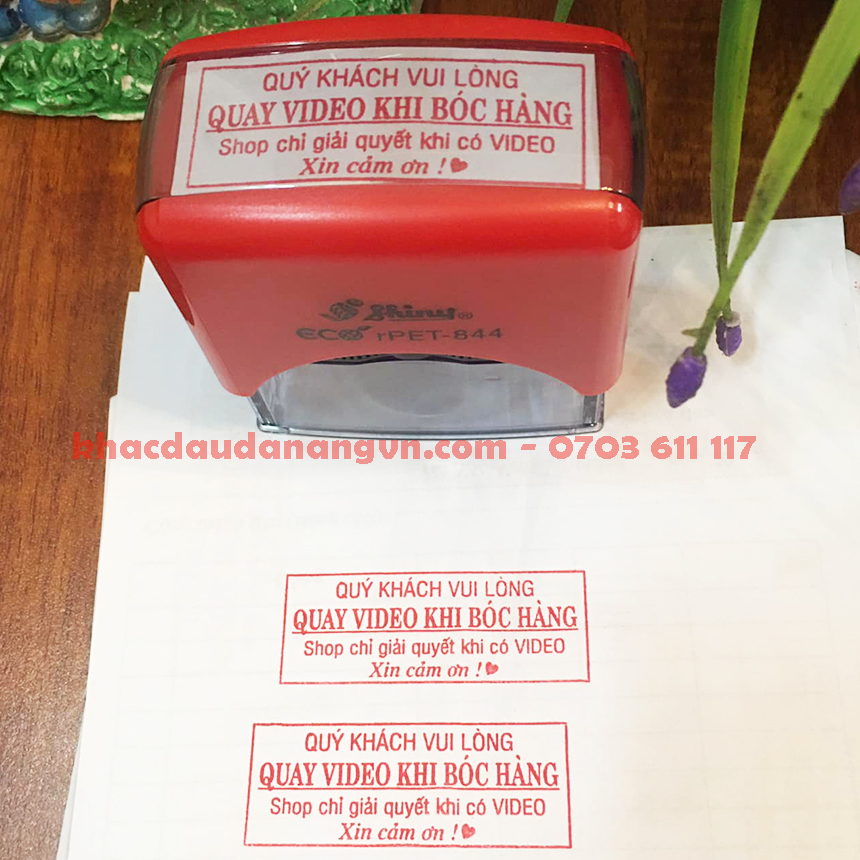 QUÝ KHÁCH VUI LÒNG
QUAY VIDEO KHI BÓC HÀNG
Shop chỉ giải quyết khi có VIDEO
Xin cảm ơn !
Shiny®
eco rPET-844
khacdaudanangvn.com - 0703 611 117
QUÝ KHÁCH VUI LÒNG
QUAY VIDEO KHI BÓC HÀNG
Shop chỉ giải quyết khi có VIDEO
Xin cảm ơn !
QUÝ KHÁCH VUI LÒNG
QUAY VIDEO KHI BÓC HÀNG
Shop chỉ giải quyết khi có VIDEO
Xin cảm ơn !